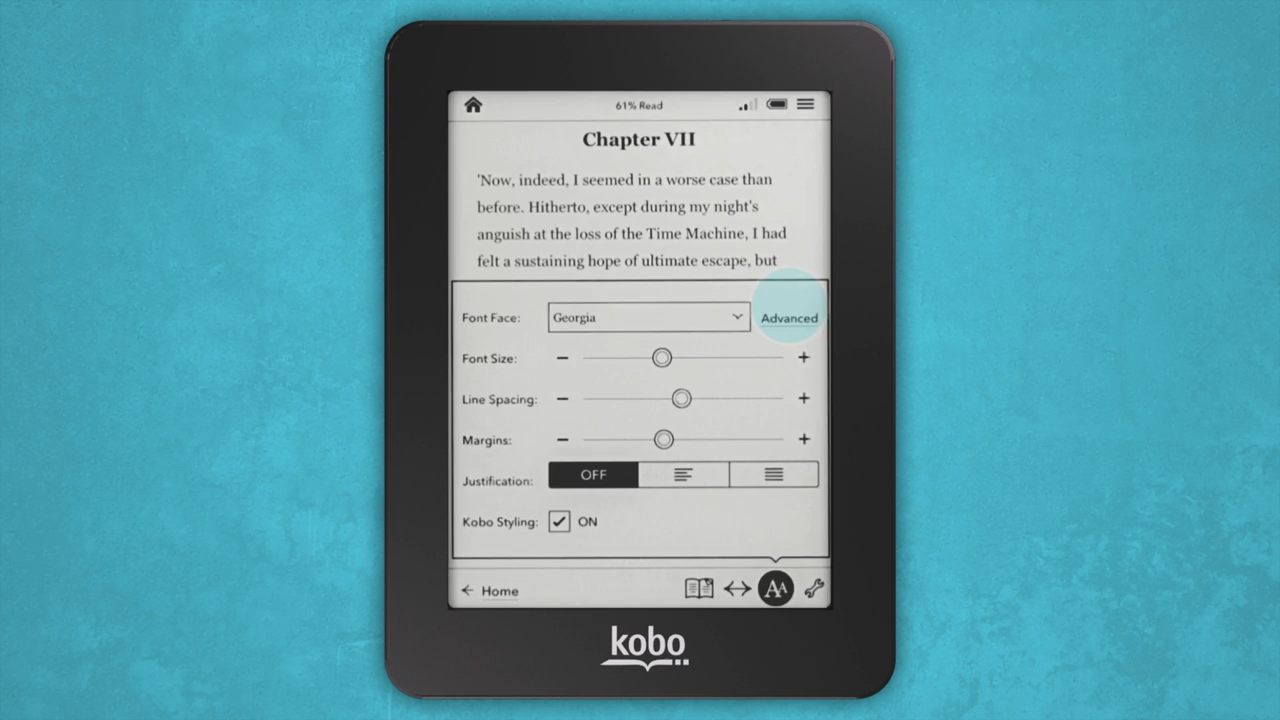 61% Read
Chapter VII
'Now, indeed, I seemed in a worse case than
before. Hitherto, except during my night's
anguish at the loss of the Time Machine, I had
felt a sustaining hope of ultimate escape, but
Font Face: Georgia Advanced
Font Size:
Line Spacing:
Margins:
Justification: OFF
Kobo Styling: ON
Home AA
kobo